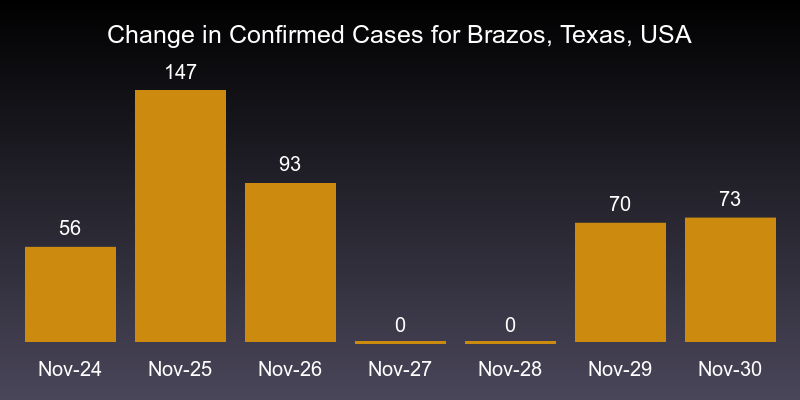 Change in Confirmed Cases for Brazos, Texas, USA
56
147
93
0
0
70
73
Nov-24
Nov-25
Nov-26
Nov-27
Nov-28
Nov-29
Nov-30